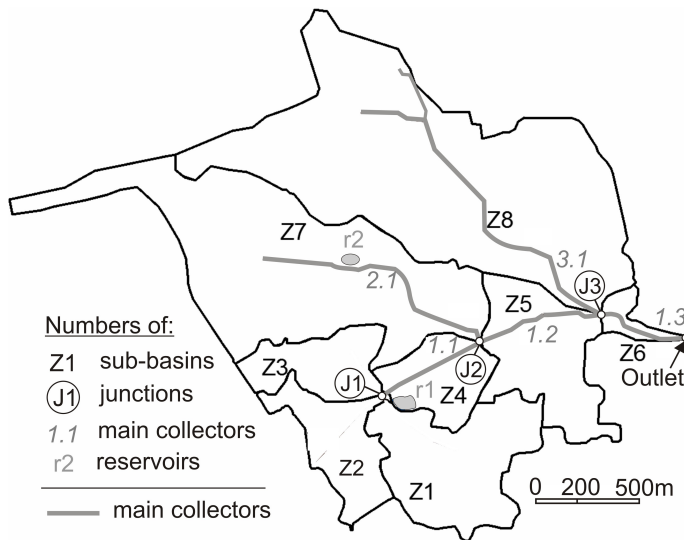 Z7
r2
Z8
2.1
3.1
J3
Z5
1.2
1.3
Z6
Outlet
1.1
J2
Z3
J1
r1
Z4
Z2
Z1
Numbers of:
Z1 sub-basins
J1 junctions
1.1 main collectors
r2 reservoirs
main collectors
0 200 500m